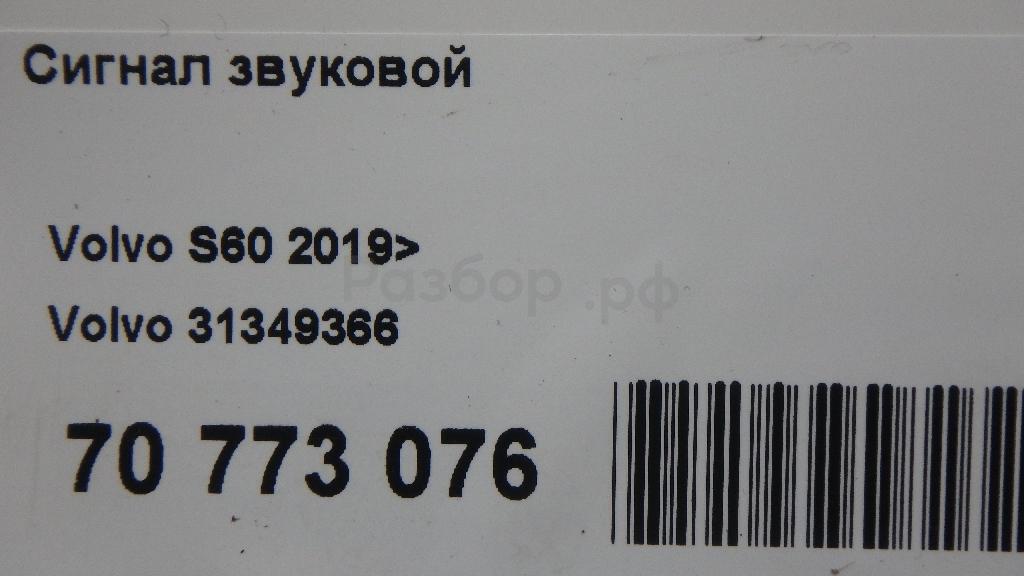 Сигнал звуковой
Volvo S60 2019>
Разбор.рф
Volvo 31349366
70 773 076